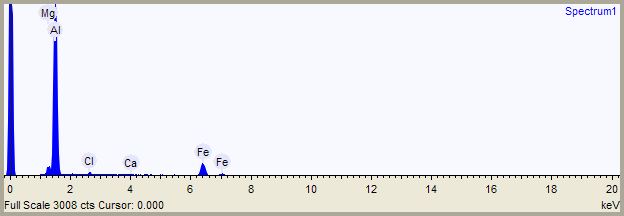 Spectrum1
Mg
Al
Cl
Ca
Fe
Fe
0 2 4 6 8 10 12 14 16 18 20
Full Scale 3008 cts Cursor: 0.000 keV